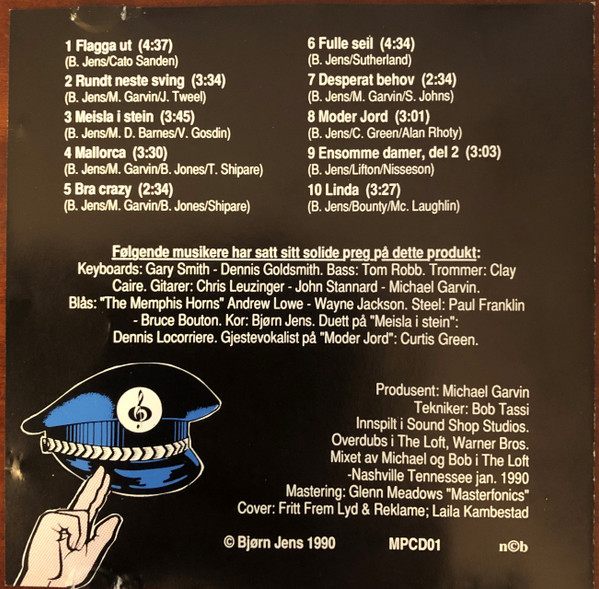 1 Flagga ut (4:37)
(B. Jens/Cato Sanden)
2 Rundt neste sving (3:34)
(B. Jens/M. Garvin/J. Tweel)
3 Meisla i stein (3:45)
(B. Jens/M. D. Barnes/V. Gosdin)
4 Mallorca (3:30)
(B. Jens/M. Garvin/B. Jones/T. Shipare)
5 Bra crazy (2:34)
(B. Jens/M. Garvin/B. Jones/Shipare)
6 Fulle seil (4:34)
(B. Jens/Sutherland)
7 Desperat behov (2:34)
(B. Jens/M. Garvin/S. Johns)
8 Moder Jord (3:01)
(B. Jens/C. Green/Alan Rhoty)
9 Ensomme damer, del 2 (3:03)
(B. Jens/Lifton/Nisseson)
10 Linda (3:27)
(B. Jens/Bounty/Mc. Laughlin)
Følgende musikere har satt sitt solide preg på dette produkt:
Keyboards: Gary Smith - Dennis Goldsmith. Bass: Tom Robb. Trommer: Clay
Caire. Gitarer: Chris Leuzinger - John Stannard - Michael Garvin.
Blås: "The Memphis Horns" Andrew Lowe - Wayne Jackson. Steel: Paul Franklin
- Bruce Bouton. Kor: Bjørn Jens. Duett på "Meisla i stein":
Dennis Locorriere. Gjestevokalist på "Moder Jord": Curtis Green.
Produsent: Michael Garvin
Tekniker: Bob Tassi
Innspilt i Sound Shop Studios.
Overdubs i The Loft, Warner Bros.
Mixet av Michael og Bob i The Loft
-Nashville Tennessee jan. 1990
Mastering: Glenn Meadows "Masterfonics"
Cover: Fritt Frem Lyd & Reklame; Laila Kambestad
© Bjørn Jens 1990 MPCD01 n©b